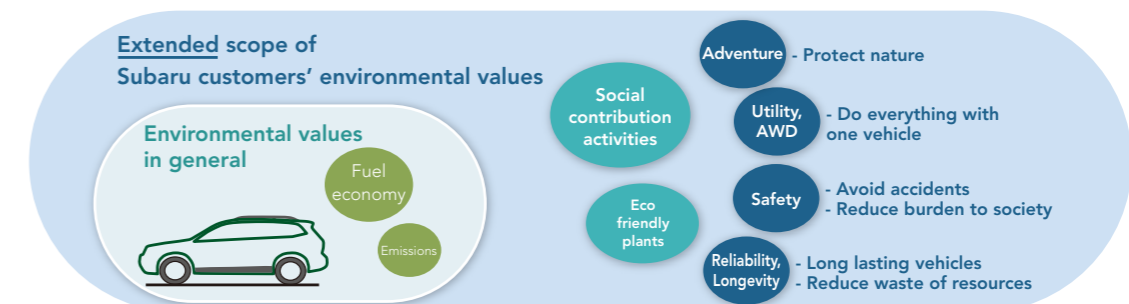 Extended scope of
Subaru customers’ environmental values
Environmental values
in general
Fuel
economy
Emissions
Social
contribution
activities
Eco
friendly
plants
Adventure
- Protect nature
Utility,
AWD
- Do everything with
one vehicle
Safety
- Avoid accidents
- Reduce burden to society
Reliability,
Longevity
- Long lasting vehicles
- Reduce waste of resources